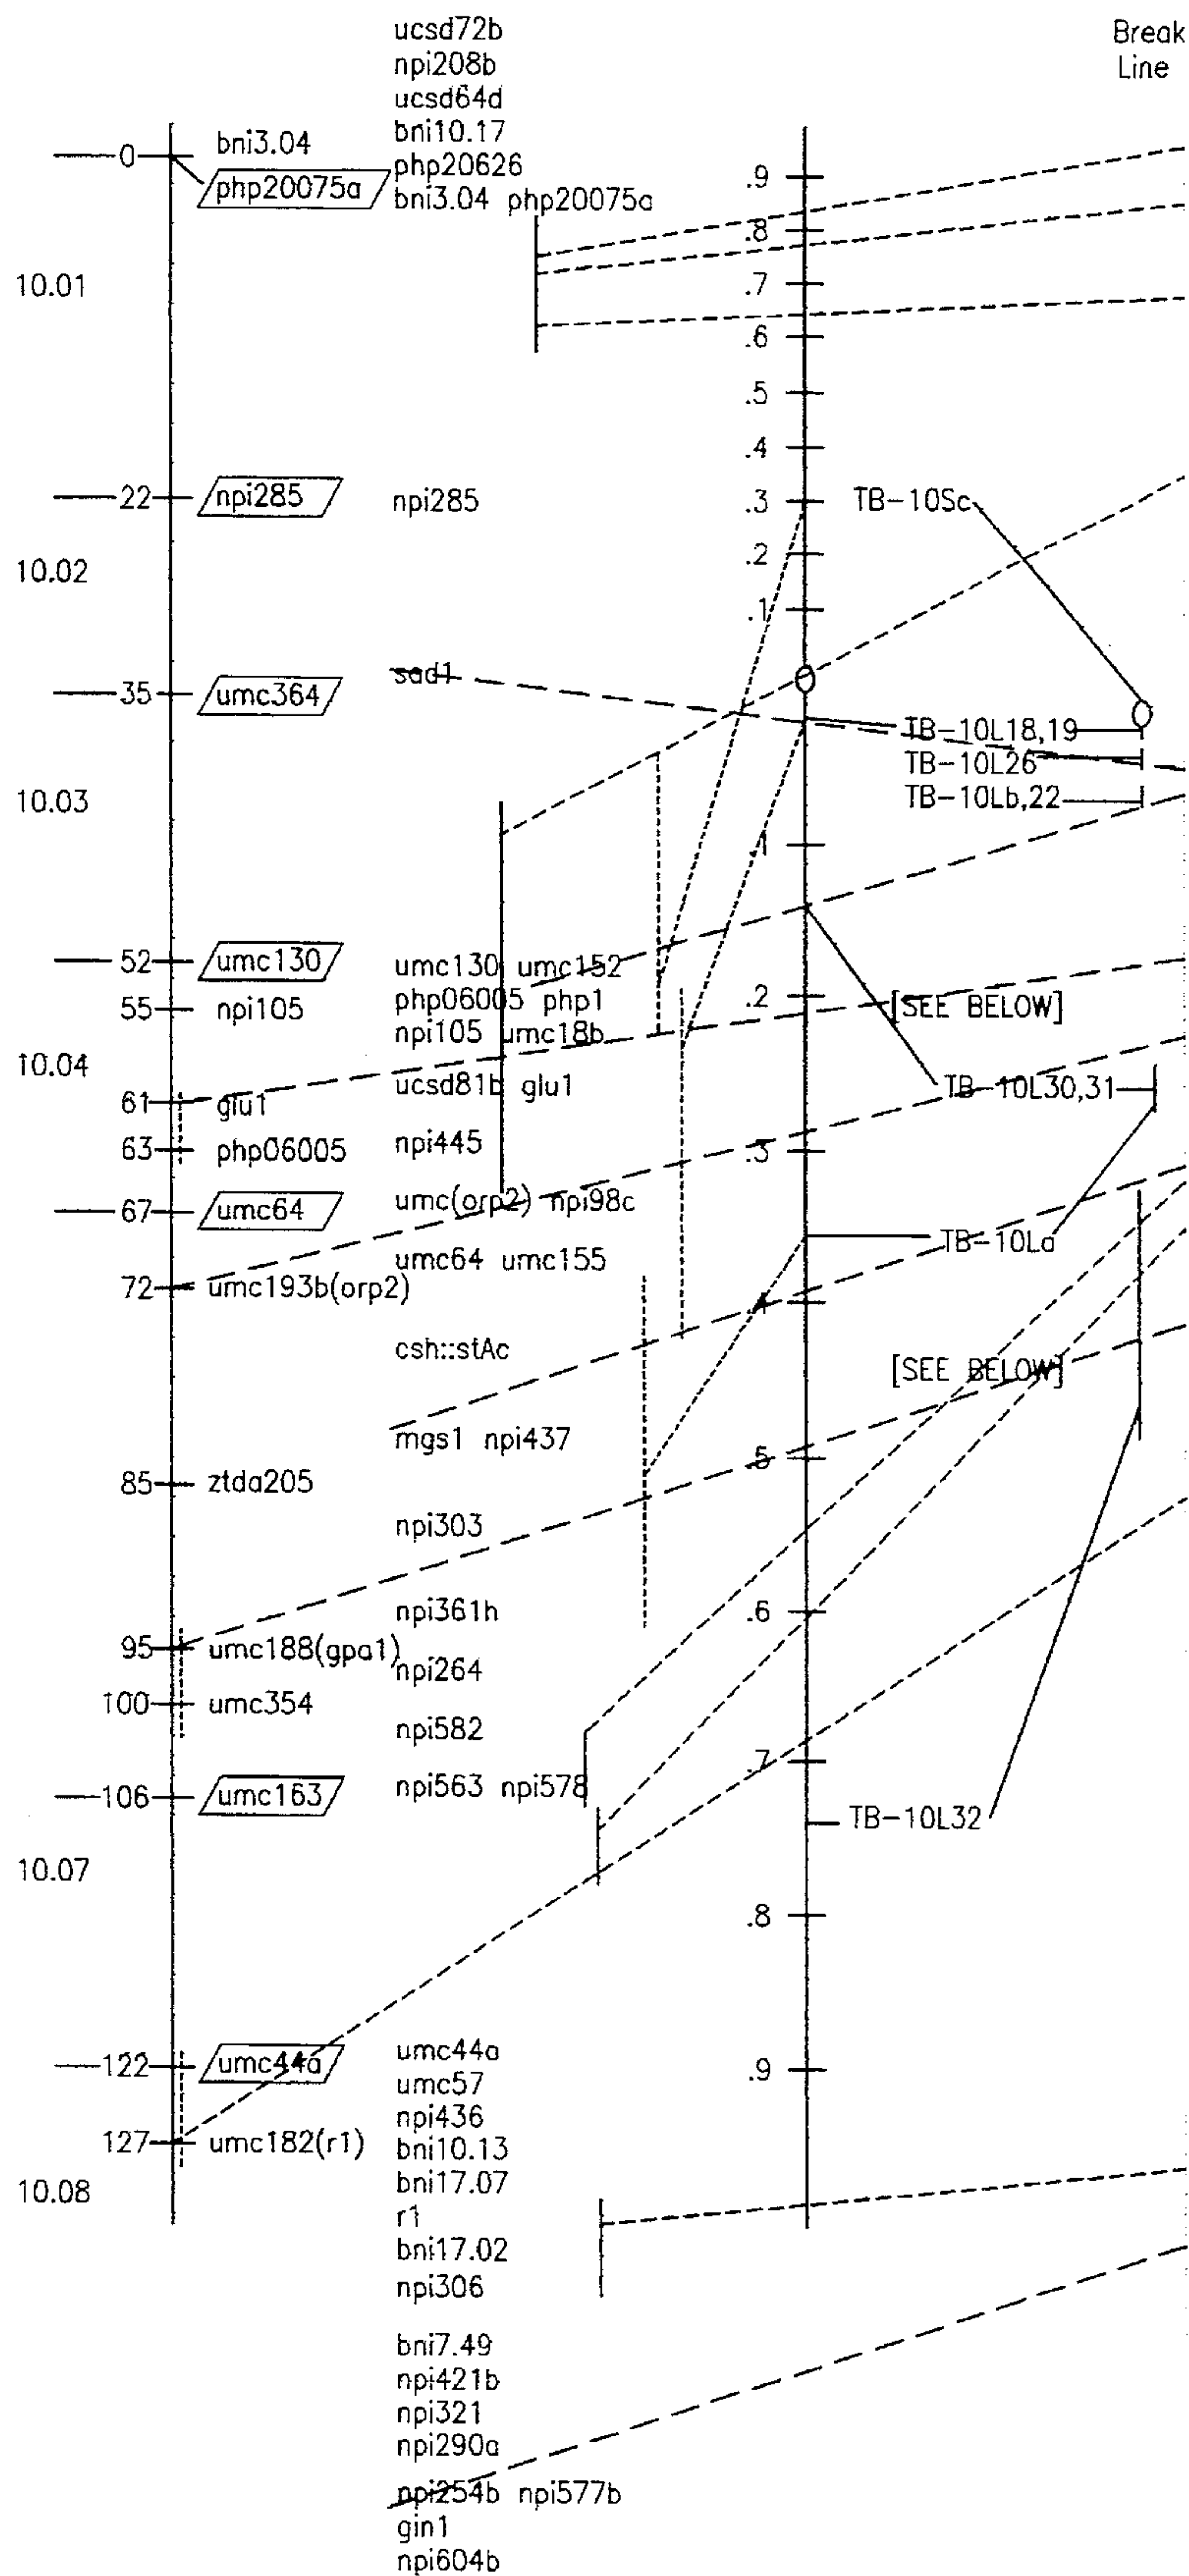 Break
Line
0
bni3.04
php20075a
10.01
22
npi285
10.02
35
umc364
10.03
52
umc130
55
npi105
10.04
61
glu1
63
php06005
67
umc64
72
umc193b(orp2)
85
ztda205
95
umc188(gpa1)
100
umc354
106
umc163
10.07
122
umc44a
127
umc182(r1)
10.08
ucsd72b
npi208b
ucsd64d
bni10.17
php20626
bni3.04 php20075a
npi285
sad1
umc130 umc152
php06005 php1
npi105 umc18b
ucsd81b glu1
npi445
umc(orp2) npi98c
umc64 umc155
csh::stAc
mgs1 npi437
npi303
npi361h
npi264
npi582
npi563 npi578
umc44a
umc57
npi436
bni10.13
bni17.07
r1
bni17.02
npi306
bni7.49
npi421b
npi321
npi290a
npi254b npi577b
gin1
npi604b
.9
.8
.7
.6
.5
.4
.3
.2
.1
.1
.2
.3
.4
.5
.6
.7
.8
.9
TB-10Sc
TB-10L18,19
TB-10L26
TB-10Lb,22
[SEE BELOW]
TB-10L30,31
TB-10La
[SEE BELOW]
TB-10L32